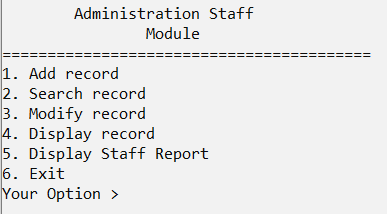 Administration Staff
Module
=========================================
1. Add record
2. Search record
3. Modify record
4. Display record
5. Display Staff Report
6. Exit
Your Option >